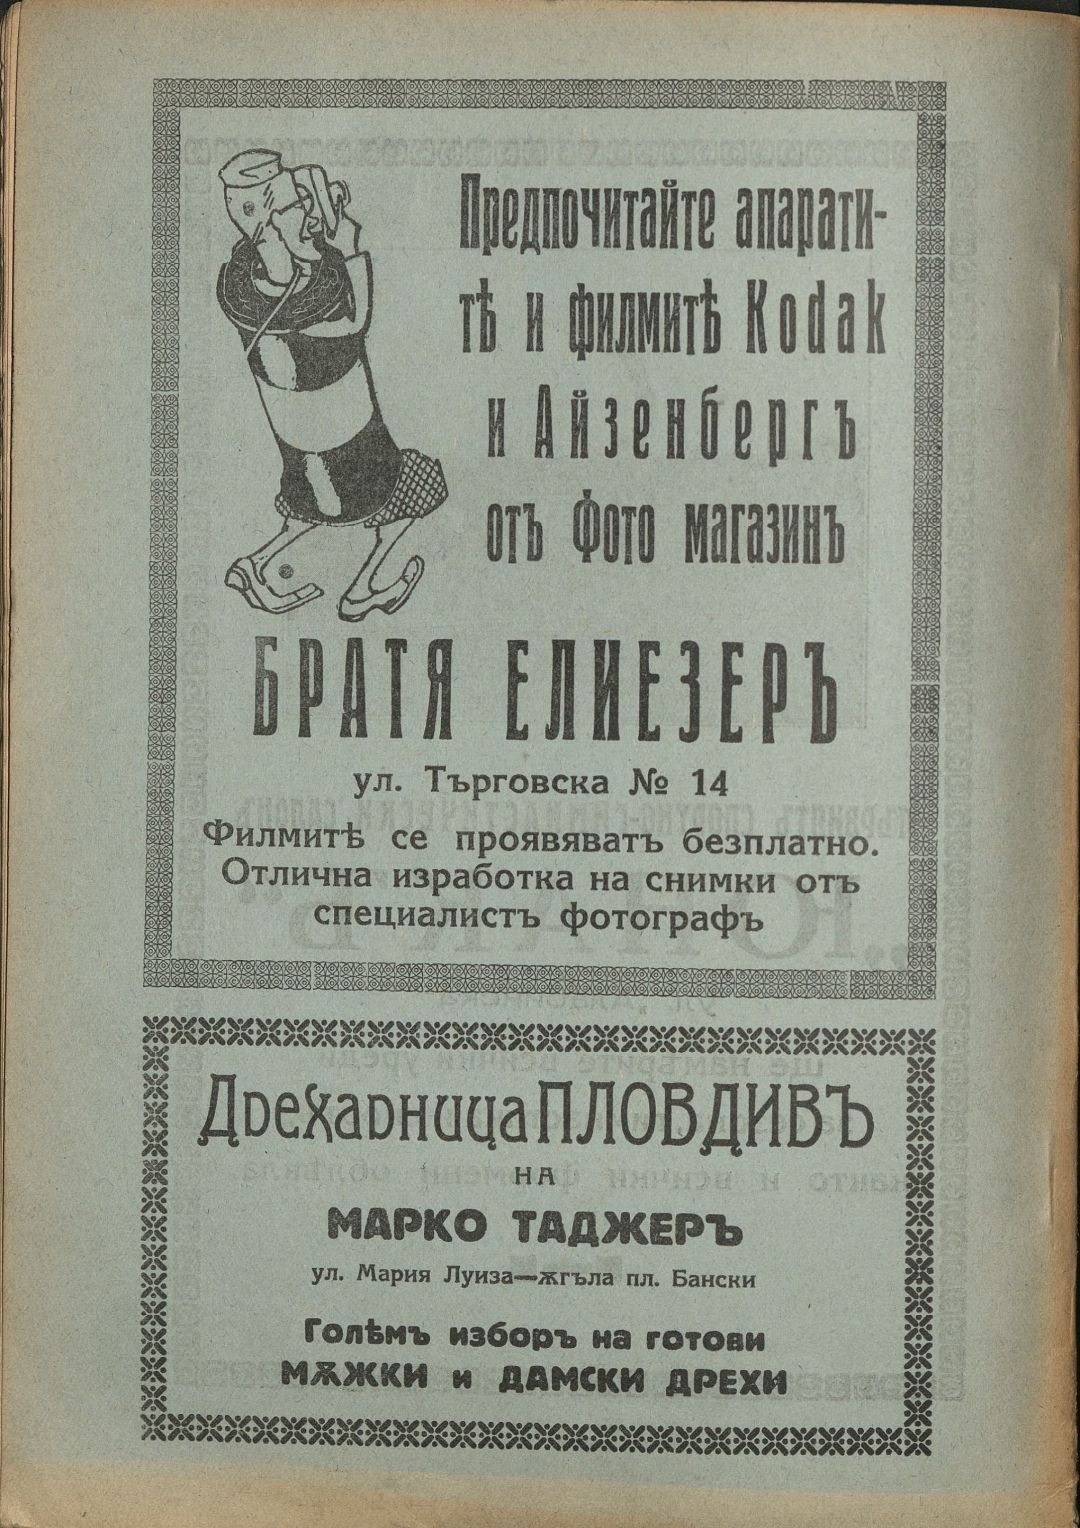 Предпочитайте апарати-
тѣ и филмитѣ Kodak
и Айзенбергъ
отъ Фото магазинъ
БРАТЯ ЕЛИЕЗЕРЪ
ул. Търговска № 14
Филмитѣ се проявяватъ безплатно.
Отлична изработка на снимки отъ
специалистъ фотографъ
Дрехарница ПЛОВДИВЪ
НА
МАРКО ТАДЖЕРЪ
ул. Мария Луиза—ѫгъла пл. Бански
Голѣмъ изборъ на готови
МѪЖКИ и ДАМСКИ ДРЕХИ